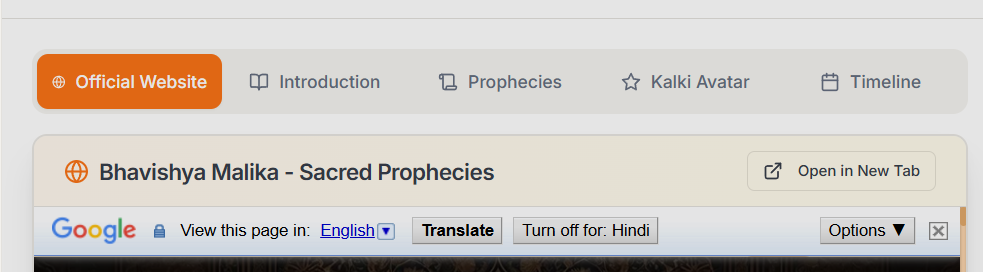 Official Website Introduction Prophecies Kalki Avatar Timeline
Bhavishya Malika - Sacred Prophecies Open in New Tab
Google View this page in: English Translate Turn off for: Hindi Options ▼